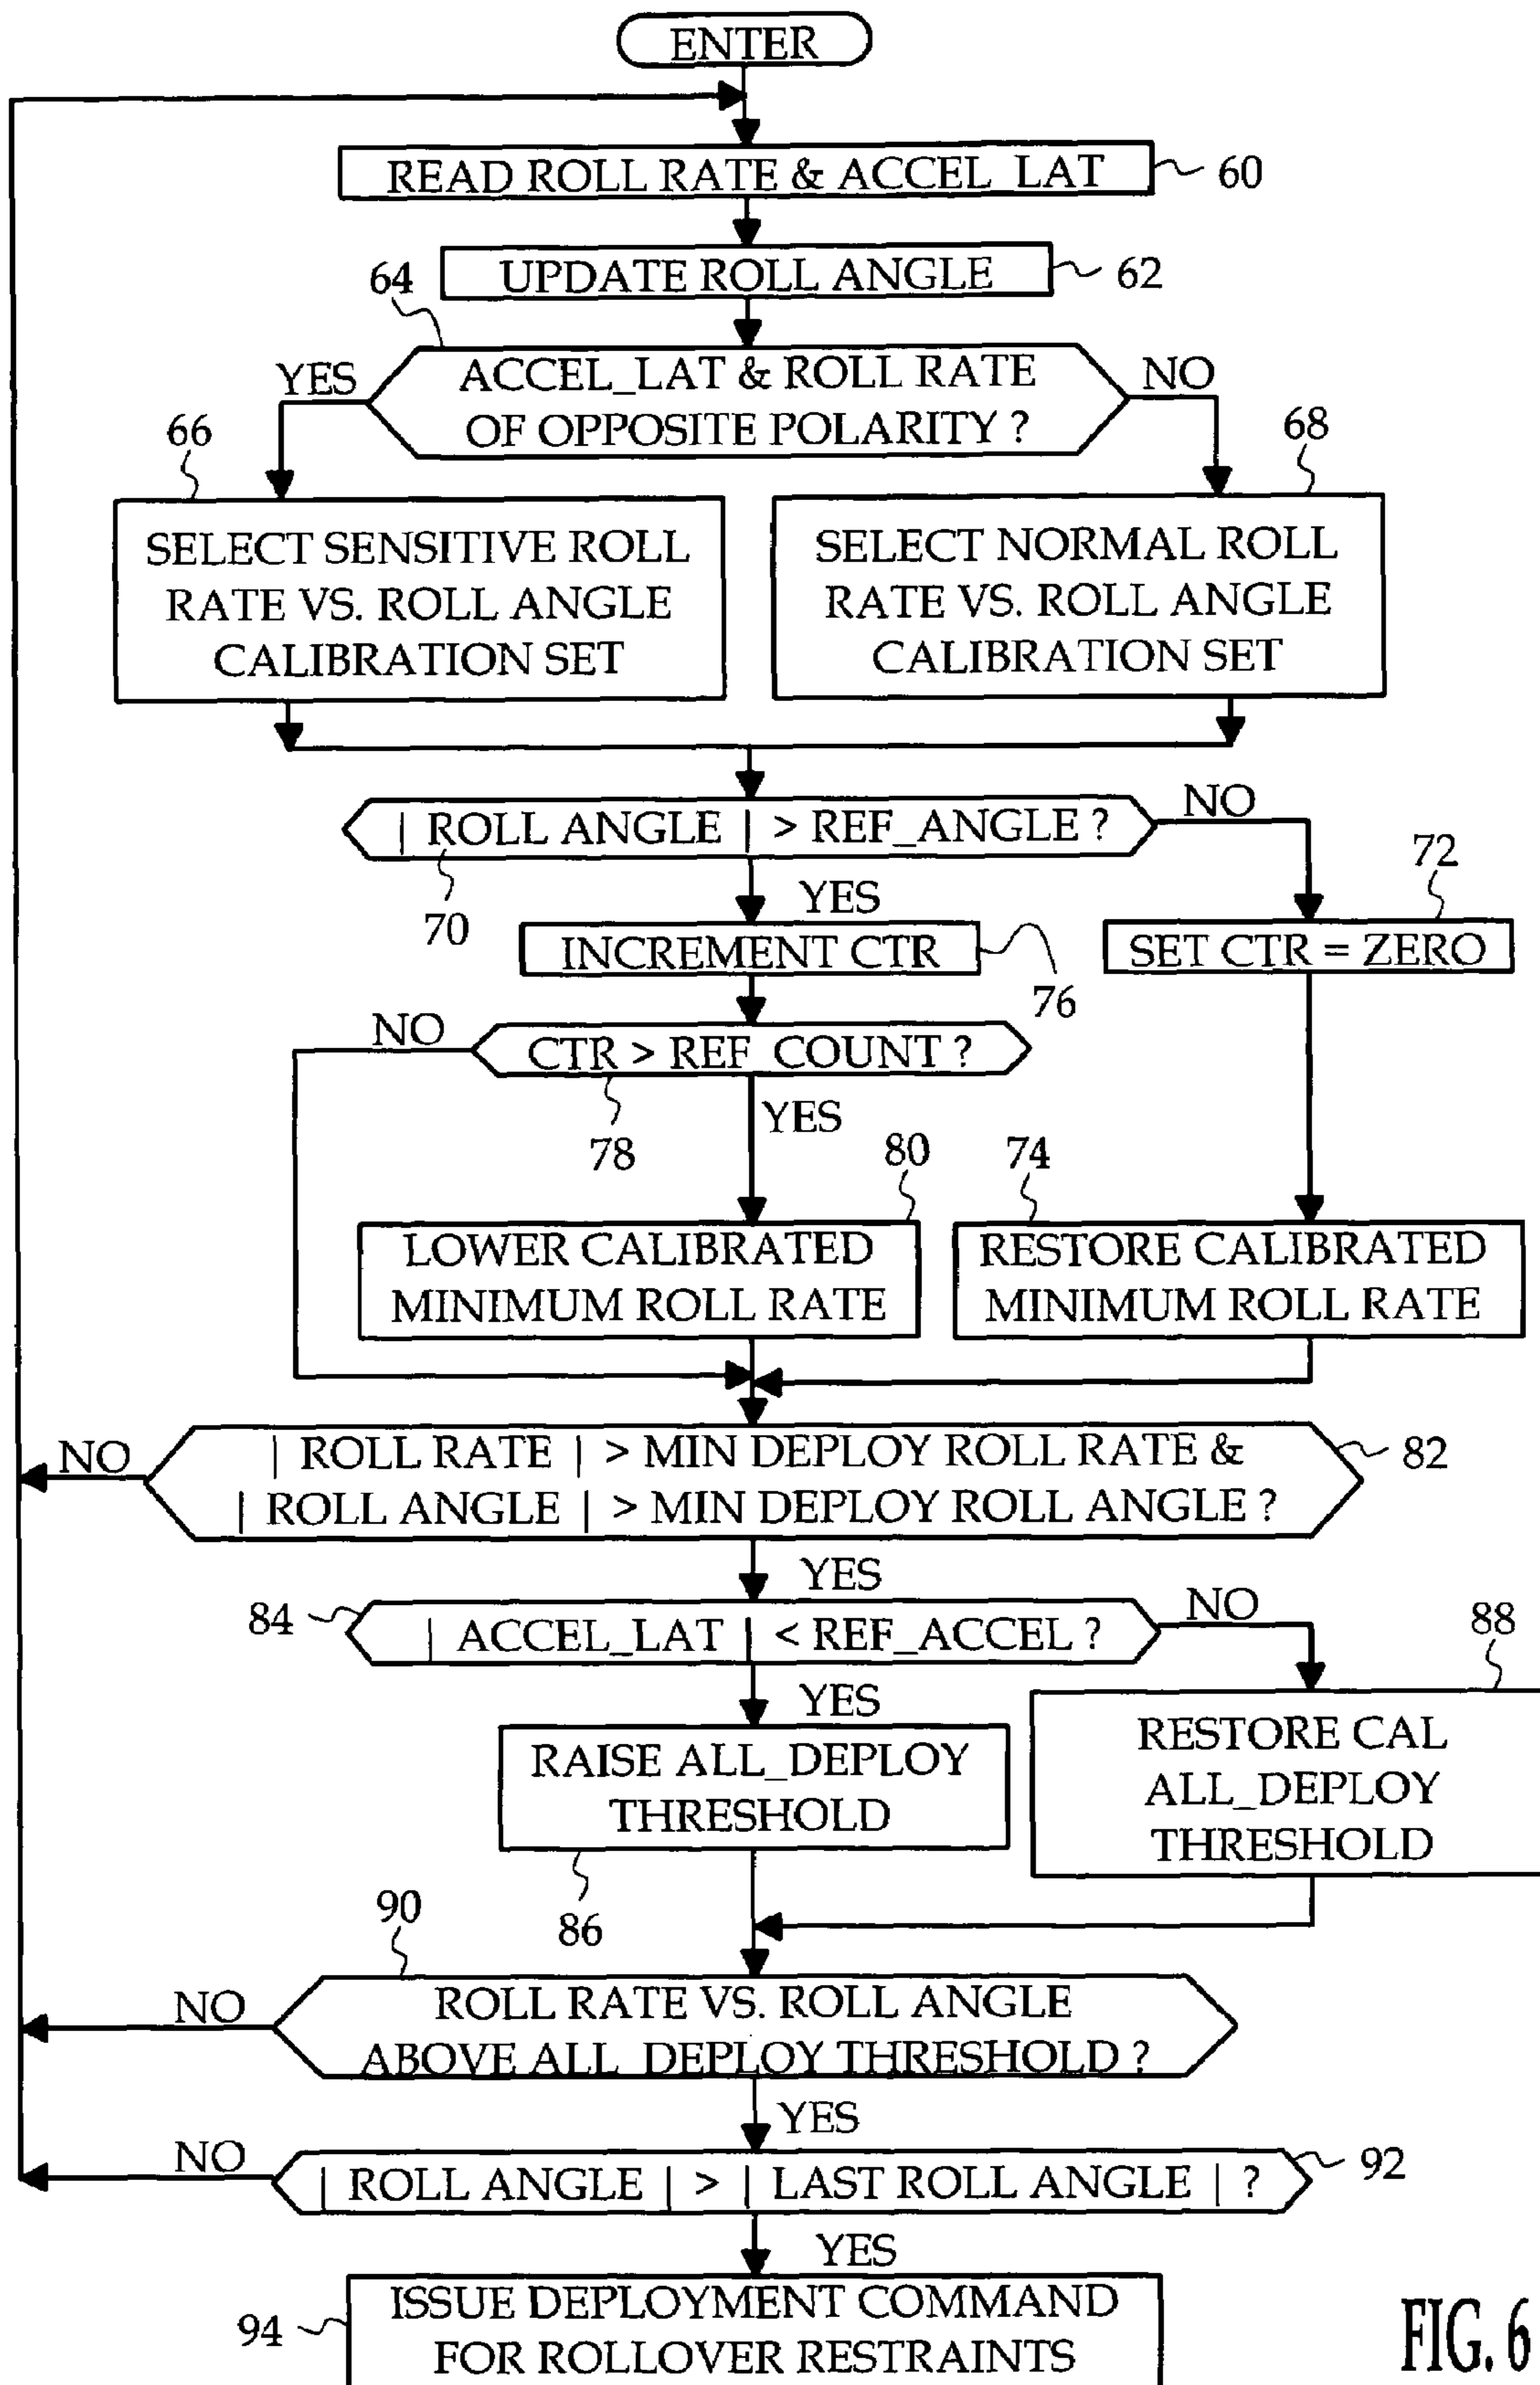 ENTER
READ ROLL RATE & ACCEL_LAT
60
UPDATE ROLL ANGLE
62
64
YES
ACCEL_LAT & ROLL RATE
OF OPPOSITE POLARITY ?
NO
66
68
SELECT SENSITIVE ROLL
RATE VS. ROLL ANGLE
CALIBRATION SET
SELECT NORMAL ROLL
RATE VS. ROLL ANGLE
CALIBRATION SET
| ROLL ANGLE | > REF_ANGLE ?
NO
70
YES
72
INCREMENT CTR
76
SET CTR = ZERO
NO
CTR > REF_COUNT ?
78
YES
80
74
LOWER CALIBRATED
MINIMUM ROLL RATE
RESTORE CALIBRATED
MINIMUM ROLL RATE
NO
| ROLL RATE | > MIN DEPLOY ROLL RATE &
| ROLL ANGLE | > MIN DEPLOY ROLL ANGLE ?
82
YES
84
| ACCEL_LAT | < REF_ACCEL ?
NO
88
YES
RAISE ALL_DEPLOY
THRESHOLD
86
RESTORE CAL
ALL_DEPLOY
THRESHOLD
90
NO
ROLL RATE VS. ROLL ANGLE
ABOVE ALL_DEPLOY THRESHOLD ?
YES
NO
| ROLL ANGLE | > | LAST ROLL ANGLE | ?
92
YES
94
ISSUE DEPLOYMENT COMMAND
FOR ROLLOVER RESTRAINTS
FIG. 6